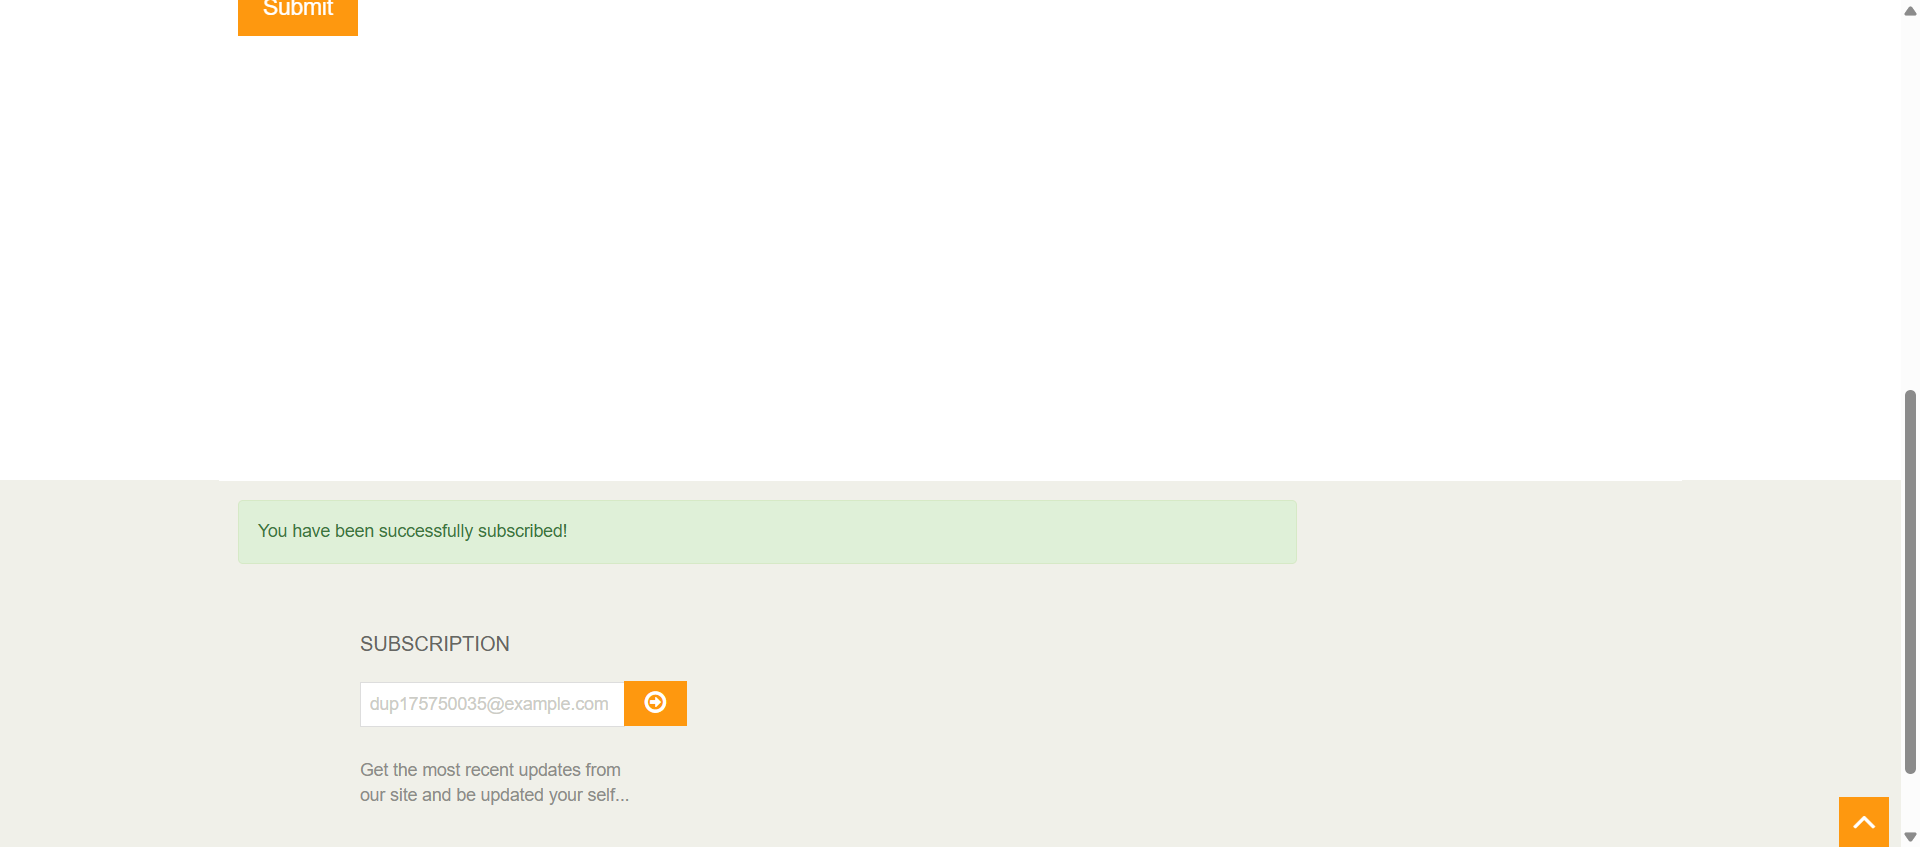 Submit
You have been successfully subscribed!
SUBSCRIPTION
dup175750035@example.com
Get the most recent updates from
our site and be updated your self...